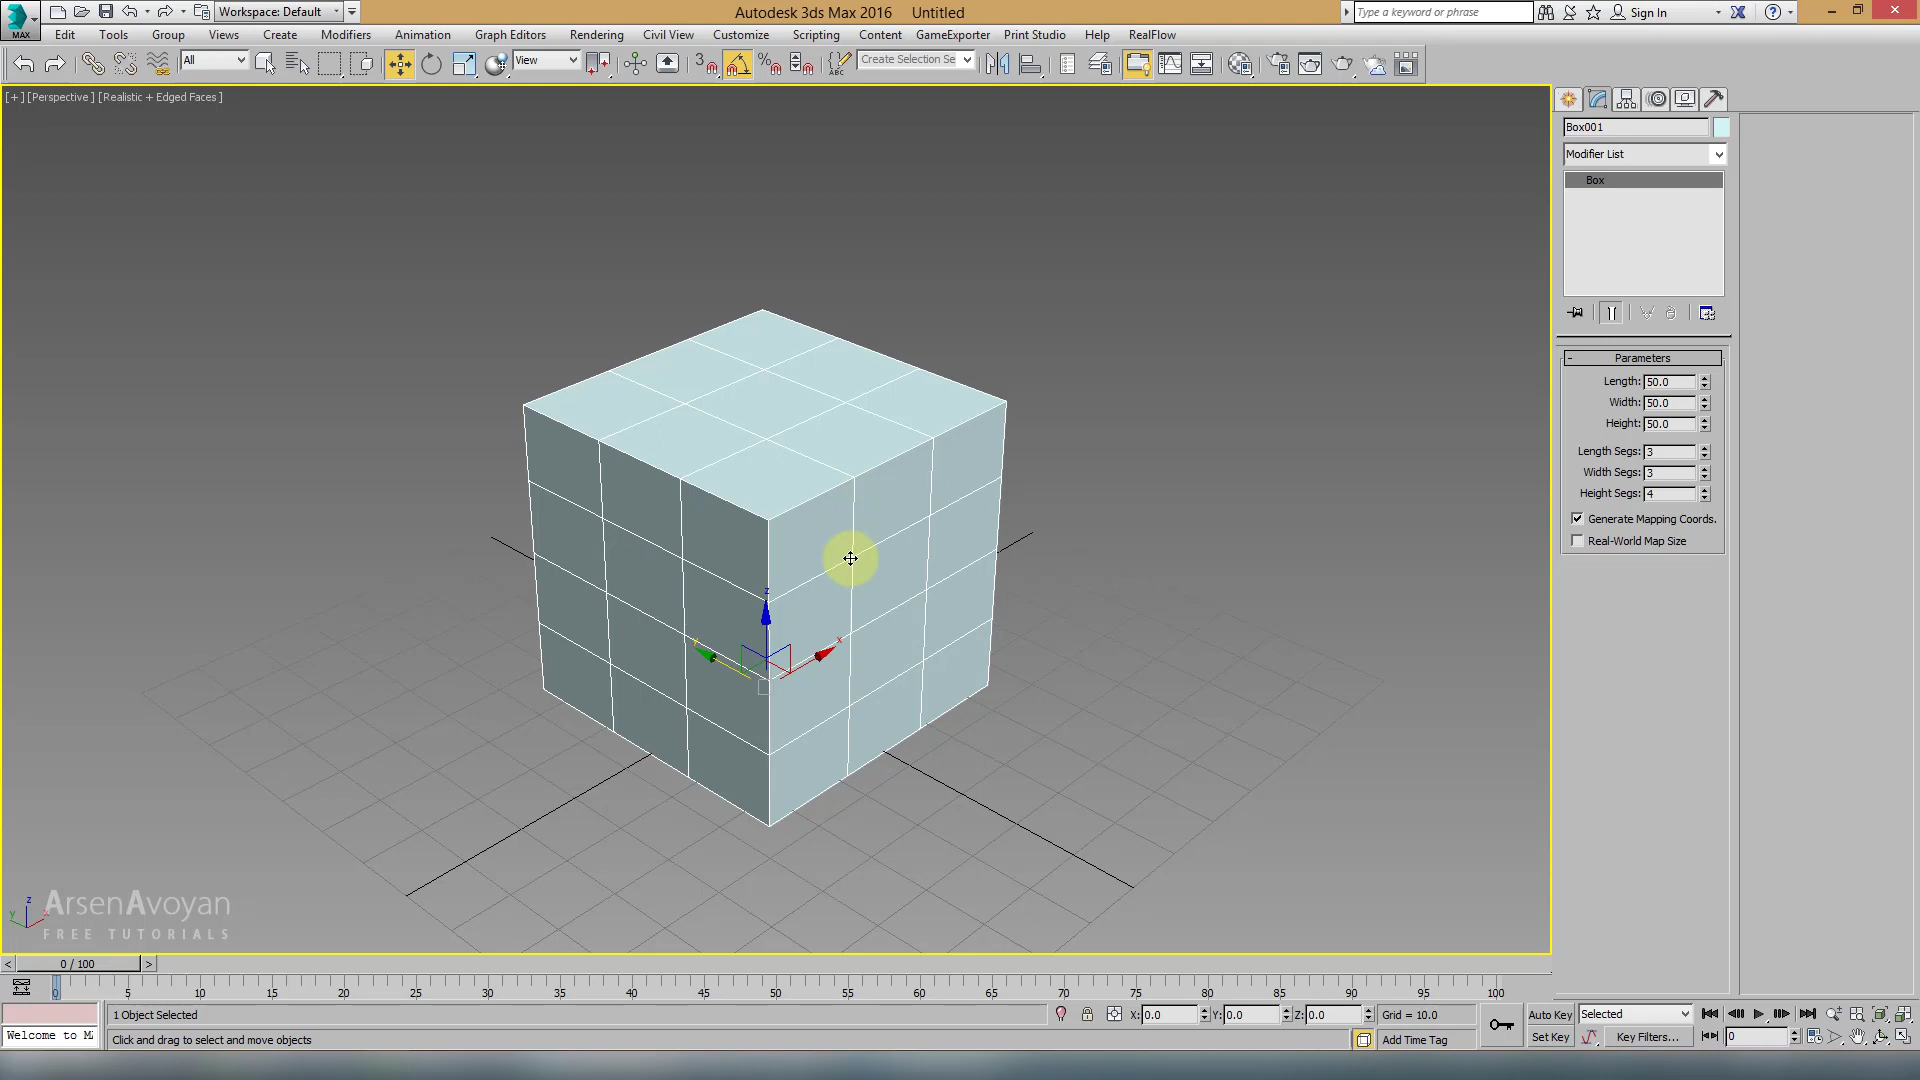 MAX
Workspace: Default
Autodesk 3ds Max 2016 Untitled
Type a keyword or phrase
Sign In
Edit Tools Group Views Create Modifiers Animation Graph Editors Rendering Civil View Customize Scripting Content GameExporter Print Studio Help RealFlow
All
View
3
%
ABC
Create Selection Se
[+] [Perspective] [Realistic + Edged Faces]
Box001
Modifier List
Box
- Parameters
Length: 50.0
Width: 50.0
Height: 50.0
Length Segs: 3
Width Segs: 3
Height Segs: 4
Generate Mapping Coords.
Real-World Map Size
z
y
x
z
y
x
ArsenAvoyan
FREE TUTORIALS
< 0 / 100 >
0 5 10 15 20 25 30 35 40 45 50 55 60 65 70 75 80 85 90 95 100
1 Object Selected
X: 0.0 Y: 0.0 Z: 0.0
Grid = 10.0
Auto Key
Selected
Welcome to M
Click and drag to select and move objects
Add Time Tag
Set Key
Key Filters...
0